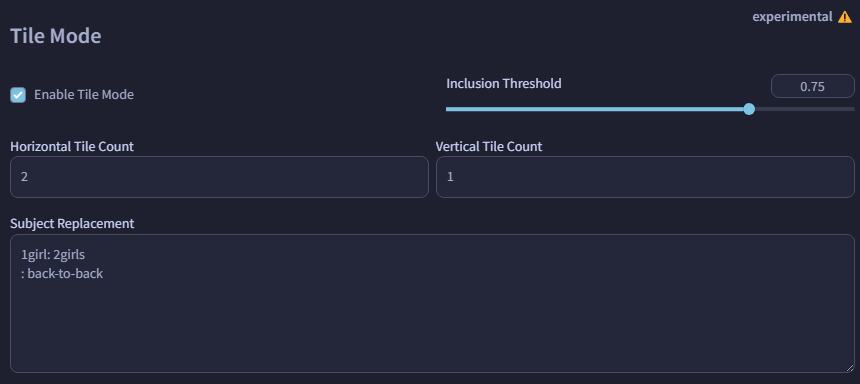 experimental ⚠
Tile Mode
Enable Tile Mode
Inclusion Threshold
0.75
Horizontal Tile Count
Vertical Tile Count
2
1
Subject Replacement
1girl: 2girls
: back-to-back